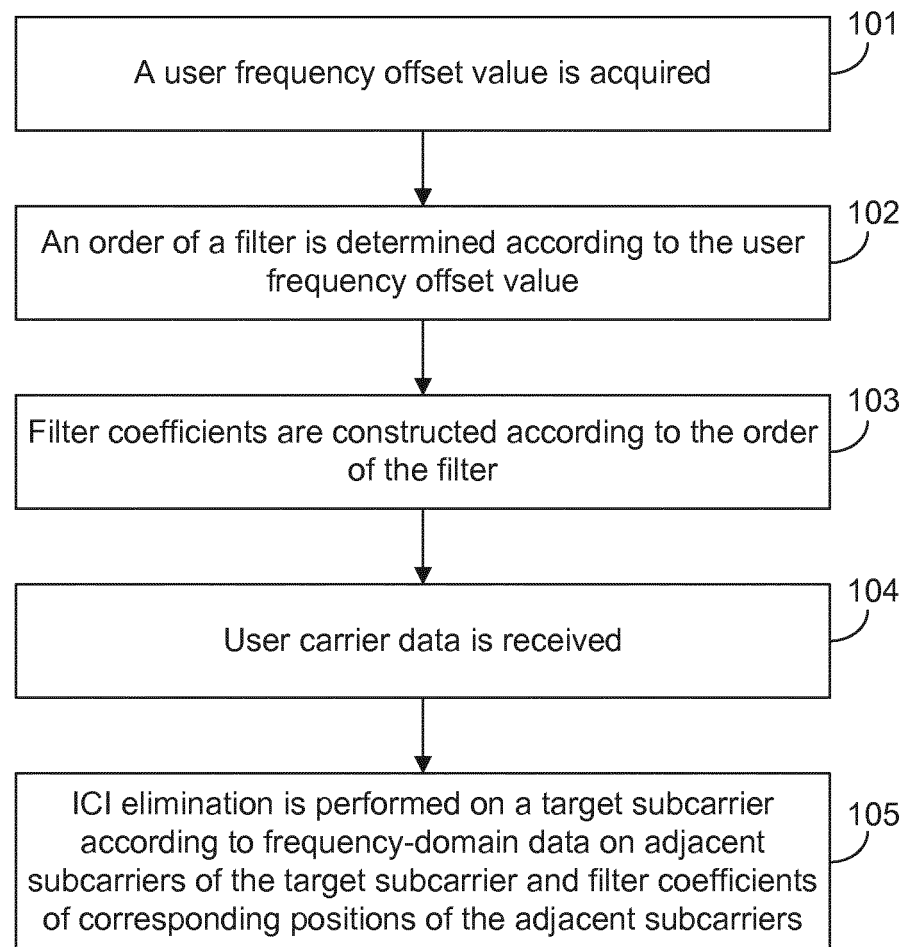 101
A user frequency offset value is acquired
102
An order of a filter is determined according to the user
frequency offset value
103
Filter coefficients are constructed according to the order
of the filter
104
User carrier data is received
105
ICI elimination is performed on a target subcarrier
according to frequency-domain data on adjacent
subcarriers of the target subcarrier and filter coefficients
of corresponding positions of the adjacent subcarriers